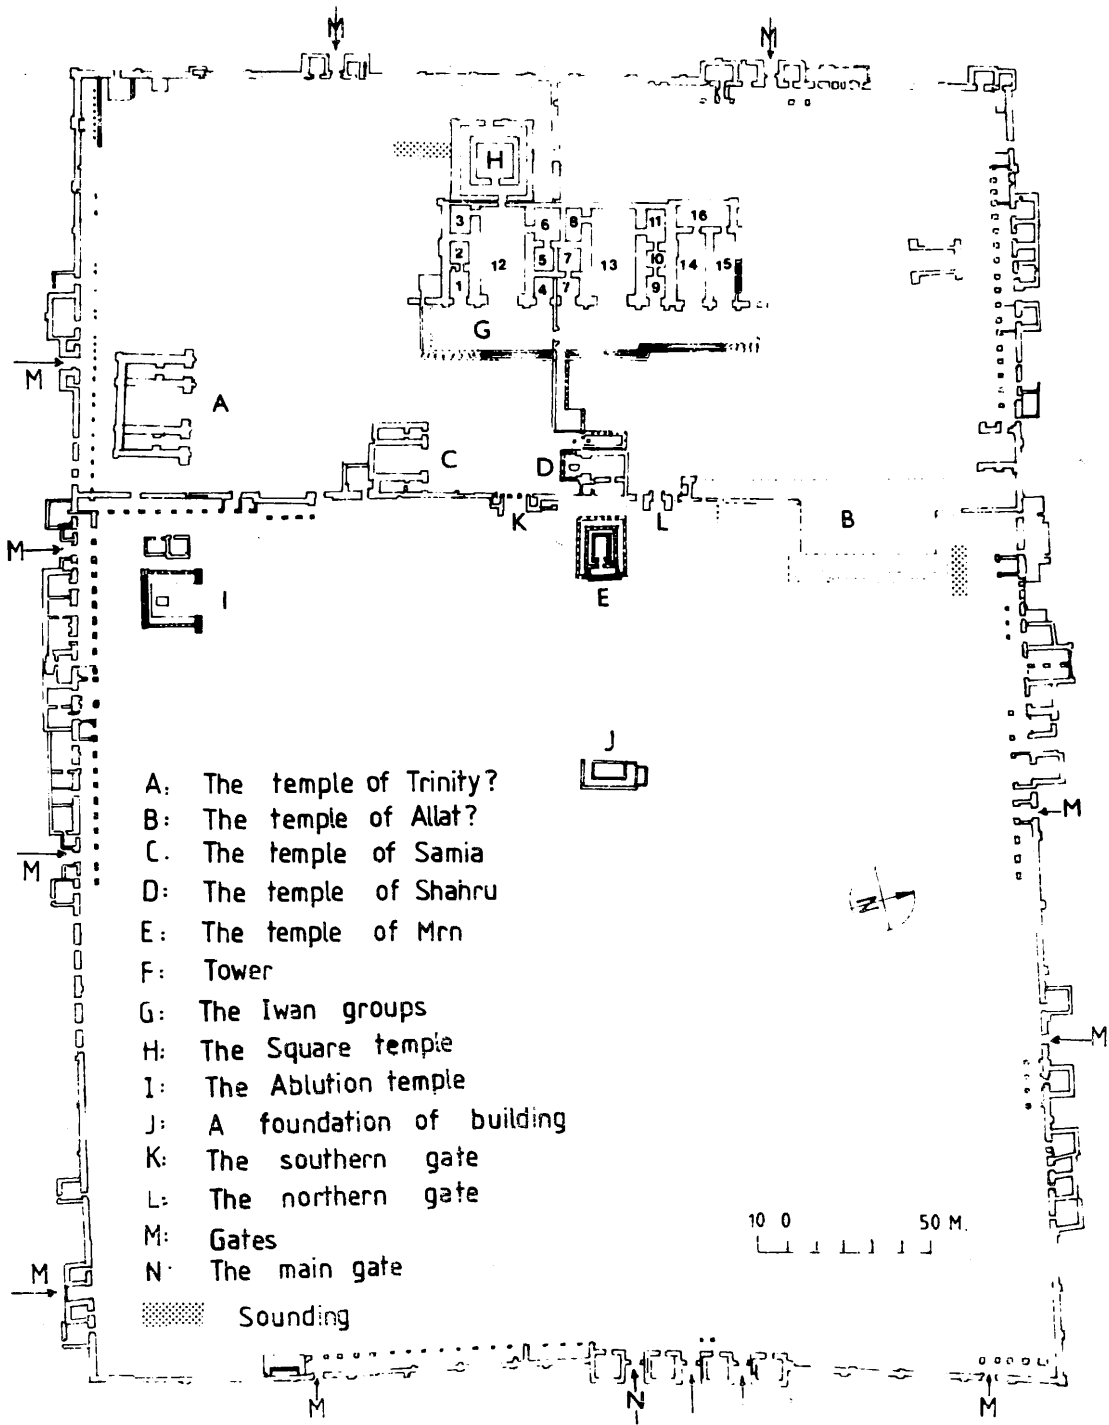 M M
H
3 6 8 11 16
2 5 7 10
12 13 14 15
1 4 7 9
G
M
A
C
D
K L B
M
E
I
J
A: The temple of Trinity?
B: The temple of Allat?
C. The temple of Samia
D: The temple of Shahru
E: The temple of Mrn
F: Tower
G: The Iwan groups
H: The Square temple
I: The Ablution temple
J: A foundation of building
K: The southern gate
L: The northern gate
M: Gates
N· The main gate
Sounding
M
M
N
M
10 0 50 M.
M
M N M